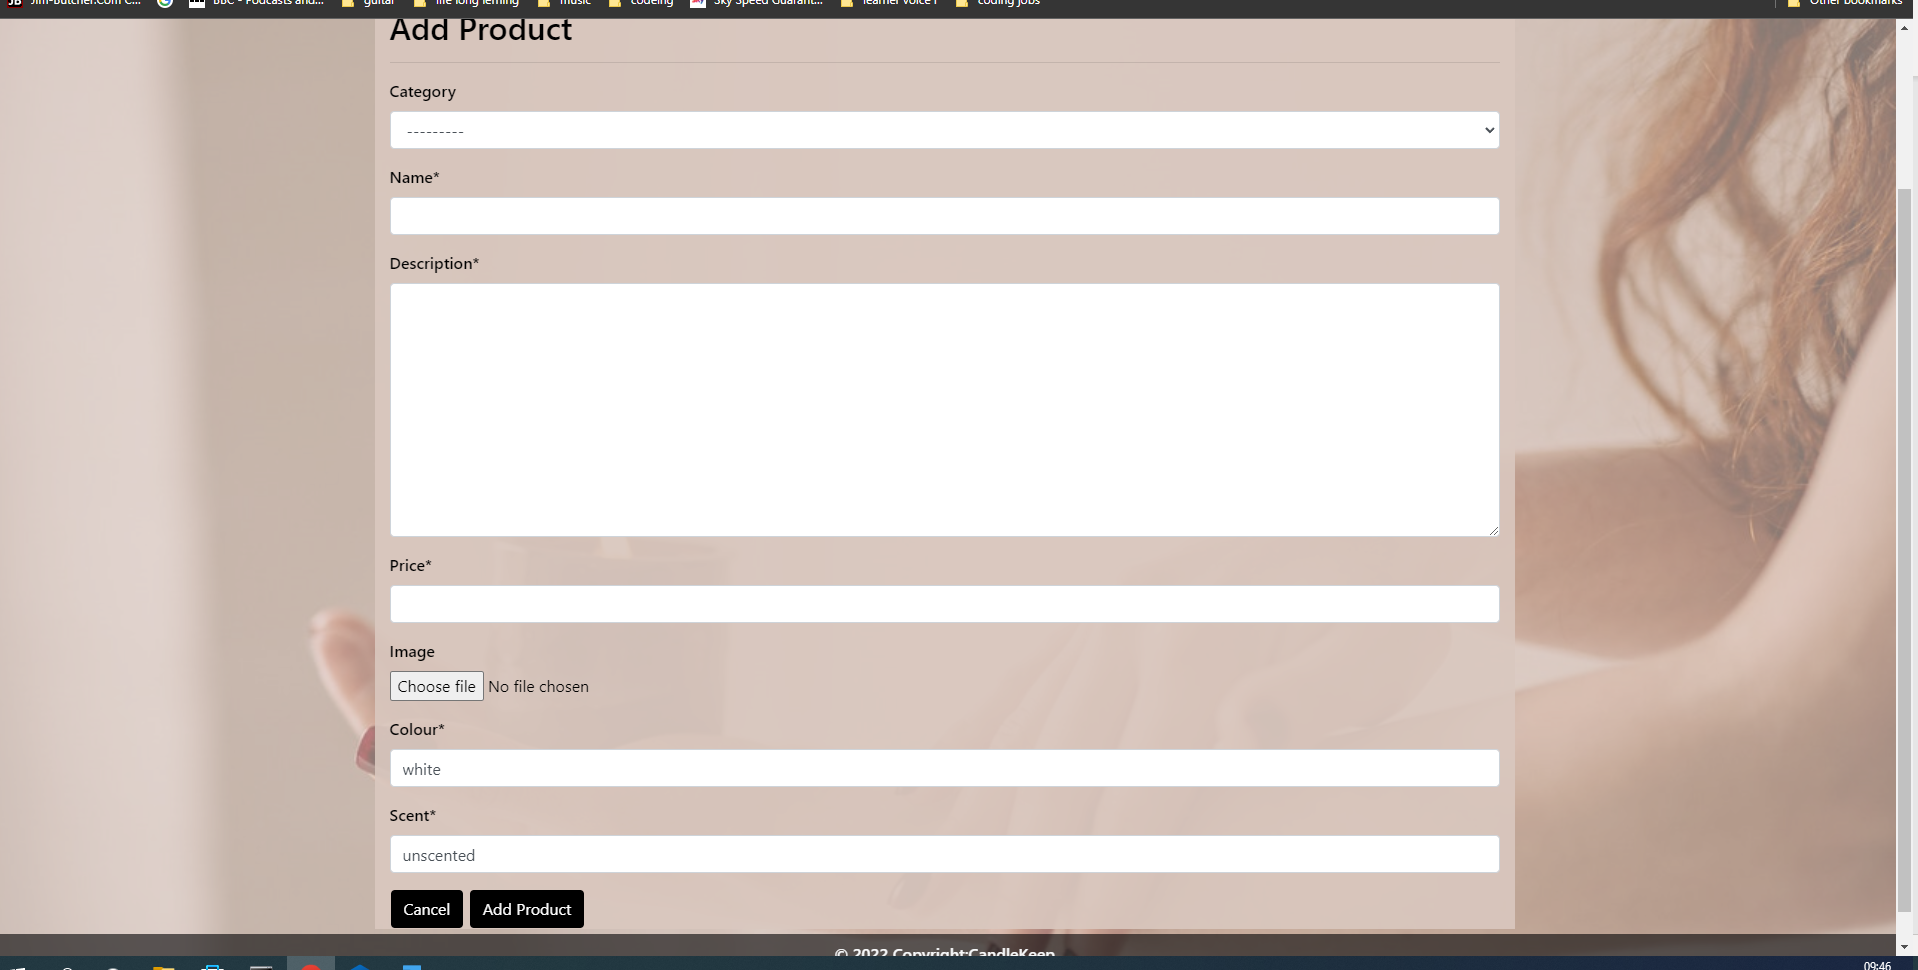 Jim-Butcher.Com C...
BBC - Podcasts and...
guitar
life long lerning
music
codeing
Sky Speed Guarant...
learner voice r
coding jobs
Other bookmarks
Add Product
Category
---------
Name*
Description*
Price*
Image
Choose file No file chosen
Colour*
white
Scent*
unscented
Cancel Add Product
© 2022 Copyright:CandleKeep
09:46